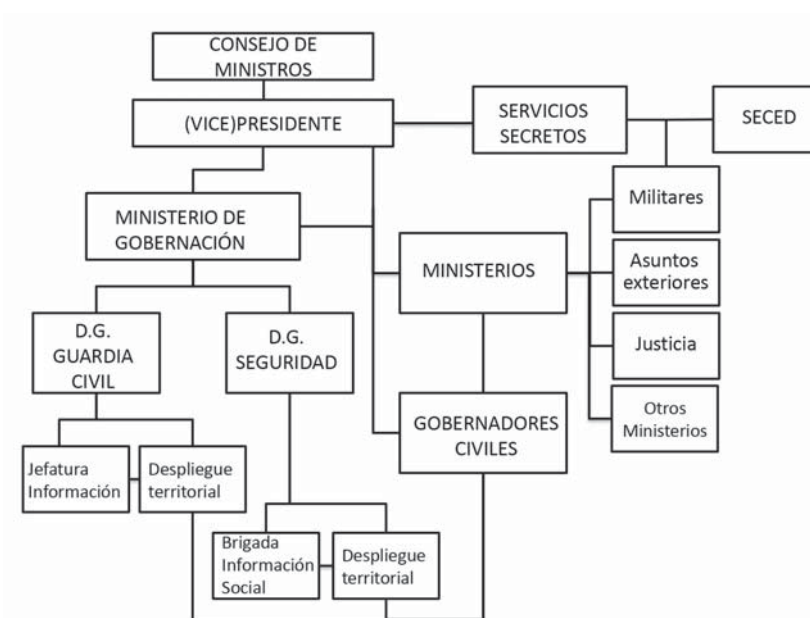 CONSEJO DE
MINISTROS
(VICE)PRESIDENTE
SERVICIOS
SECRETOS
SECED
MINISTERIO DE
GOBERNACIÓN
MINISTERIOS
Militares
Asuntos
exteriores
Justicia
Otros
Ministerios
D.G.
GUARDIA
CIVIL
D.G.
SEGURIDAD
GOBERNADORES
CIVILES
Jefatura
Información
Despliegue
territorial
Brigada
Información
Social
Despliegue
territorial